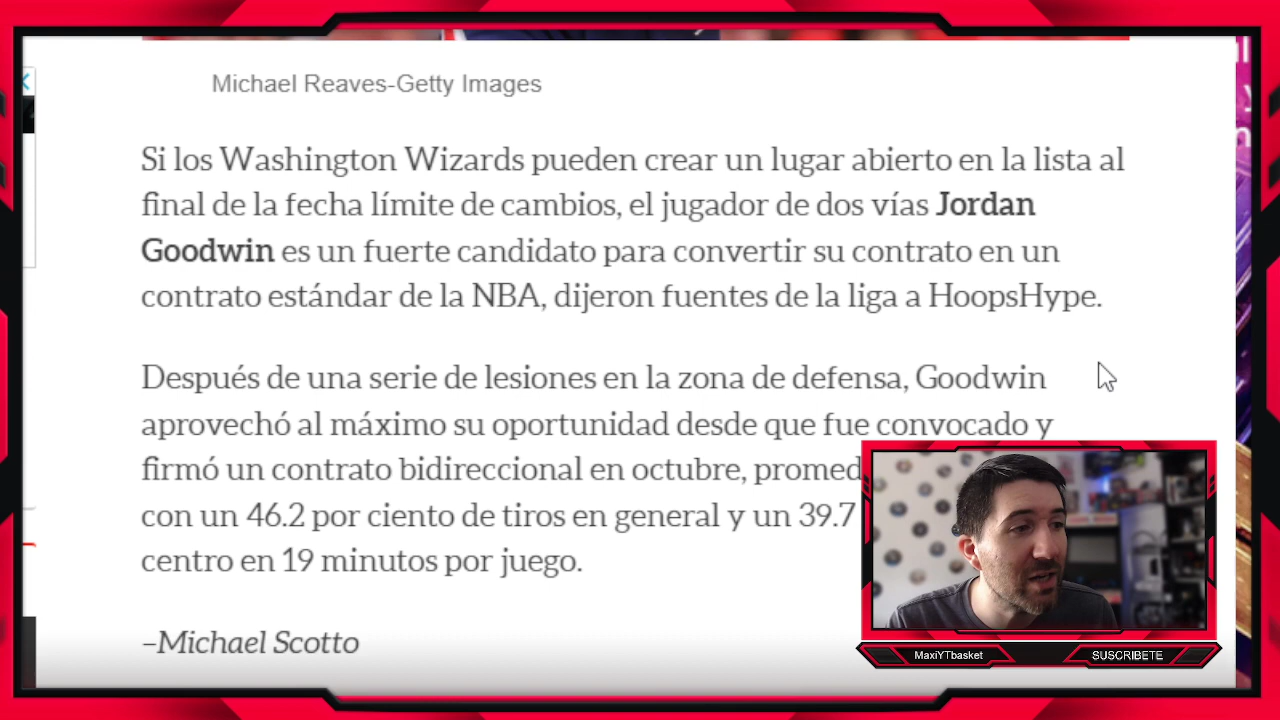 Michael Reaves-Getty Images
Si los Washington Wizards pueden crear un lugar abierto en la lista al
final de la fecha límite de cambios, el jugador de dos vías Jordan
Goodwin es un fuerte candidato para convertir su contrato en un
contrato estándar de la NBA, dijeron fuentes de la liga a HoopsHype.
Después de una serie de lesiones en la zona de defensa, Goodwin
aprovechó al máximo su oportunidad desde que fue convocado y
firmó un contrato bidireccional en octubre,
con un 46.2 por ciento de tiros en general y un 39.7
centro en 19 minutos por juego.
–Michael Scotto
MaxiYTbasket
SUSCRIBETE